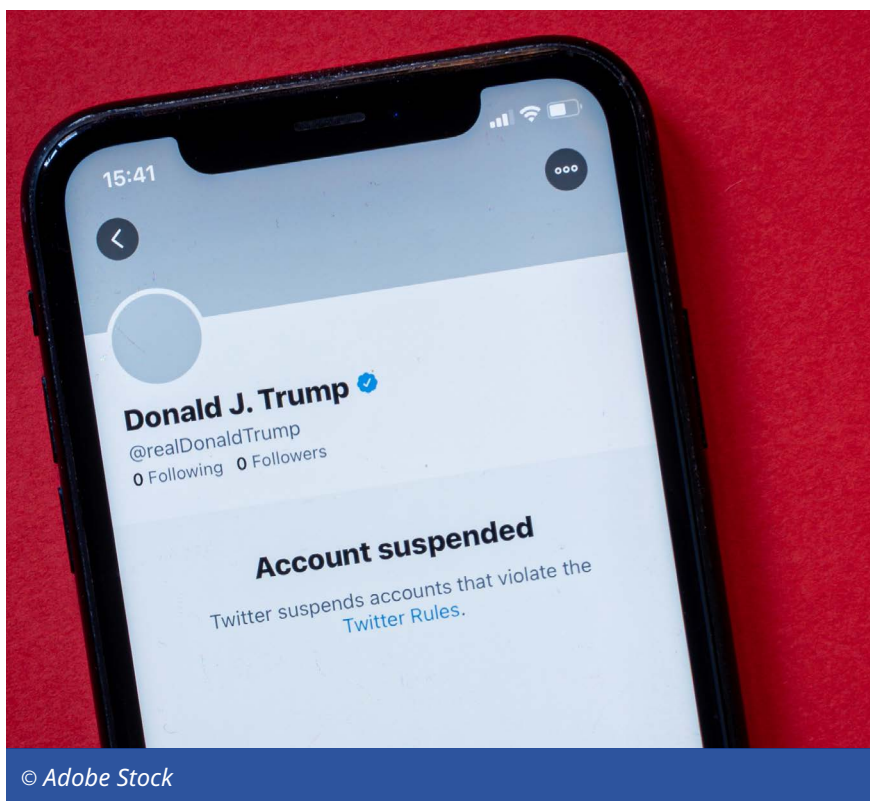 15:41
Donald J. Trump
@realDonaldTrump
0 Following 0 Followers
Account suspended
Twitter suspends accounts that violate the
Twitter Rules.
© Adobe Stock